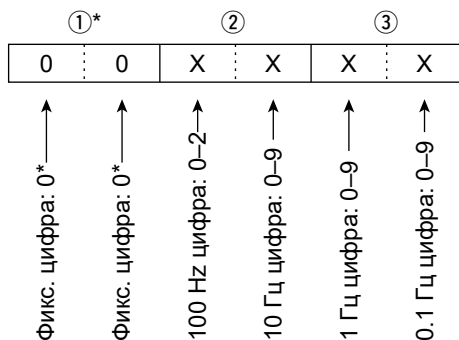 ①* ② ③
0 0 X X X X
Фикс. цифра: 0*
Фикс. цифра: 0*
100 Hz цифра: 0–2
10 Гц цифра: 0–9
1 Гц цифра: 0–9
0.1 Гц цифра: 0–9